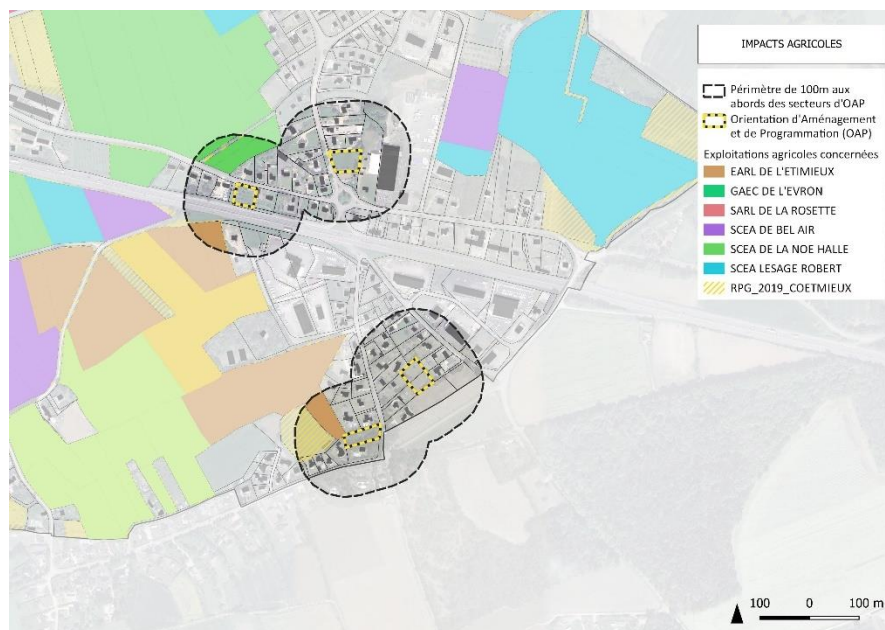 IMPACTS AGRICOLES
Périmètre de 100m aux
abords des secteurs d'OAP
Orientation d'Aménagement
et de Programmation (OAP)
Exploitations agricoles concernées
EARL DE L'ETIMIEUX
GAEC DE L'EVRON
SARL DE LA ROSETTE
SCEA DE BEL AIR
SCEA DE LA NOE HALLE
SCEA LESAGE ROBERT
RPG_2019_COETMIEUX
100 0 100 m